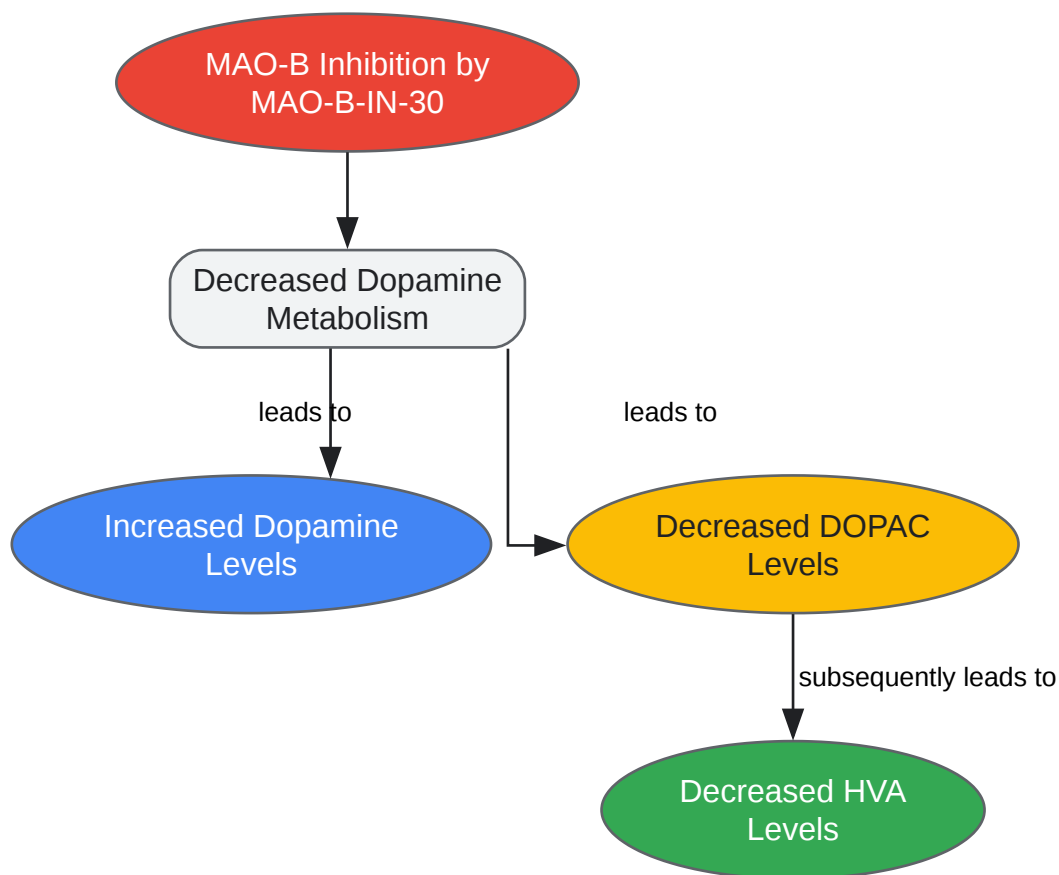 MAO-B Inhibition by
MAO-B-IN-30
Decreased Dopamine
Metabolism
leads to
leads to
Increased Dopamine
Levels
Decreased DOPAC
Levels
subsequently leads to
Decreased HVA
Levels